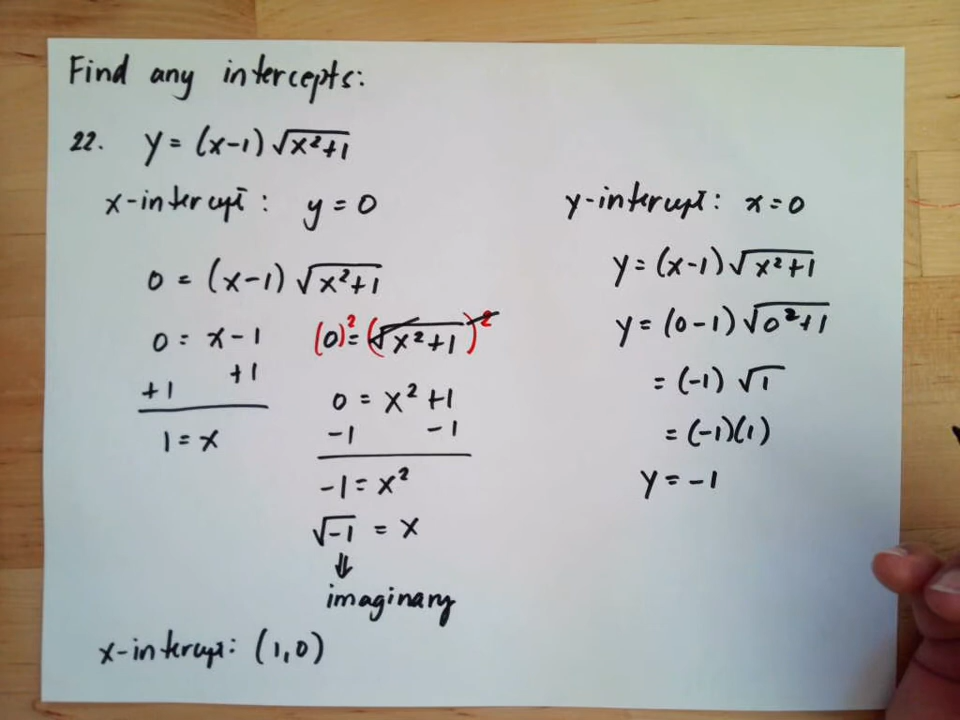 Find any intercepts:
22. y = (x-1) √x²+1
x-intercept: y = 0
0 = (x-1) √x²+1
0 = x-1
+1 +1
1 = x
(0)² = (√x²+1)²
0 = x² +1
-1 -1
-1 = x²
√-1 = x
⇓
imaginary
x-intercept: (1,0)
y-intercept: x=0
y = (x-1) √x²+1
y = (0-1) √0²+1
= (-1) √1
= (-1)(1)
y = -1